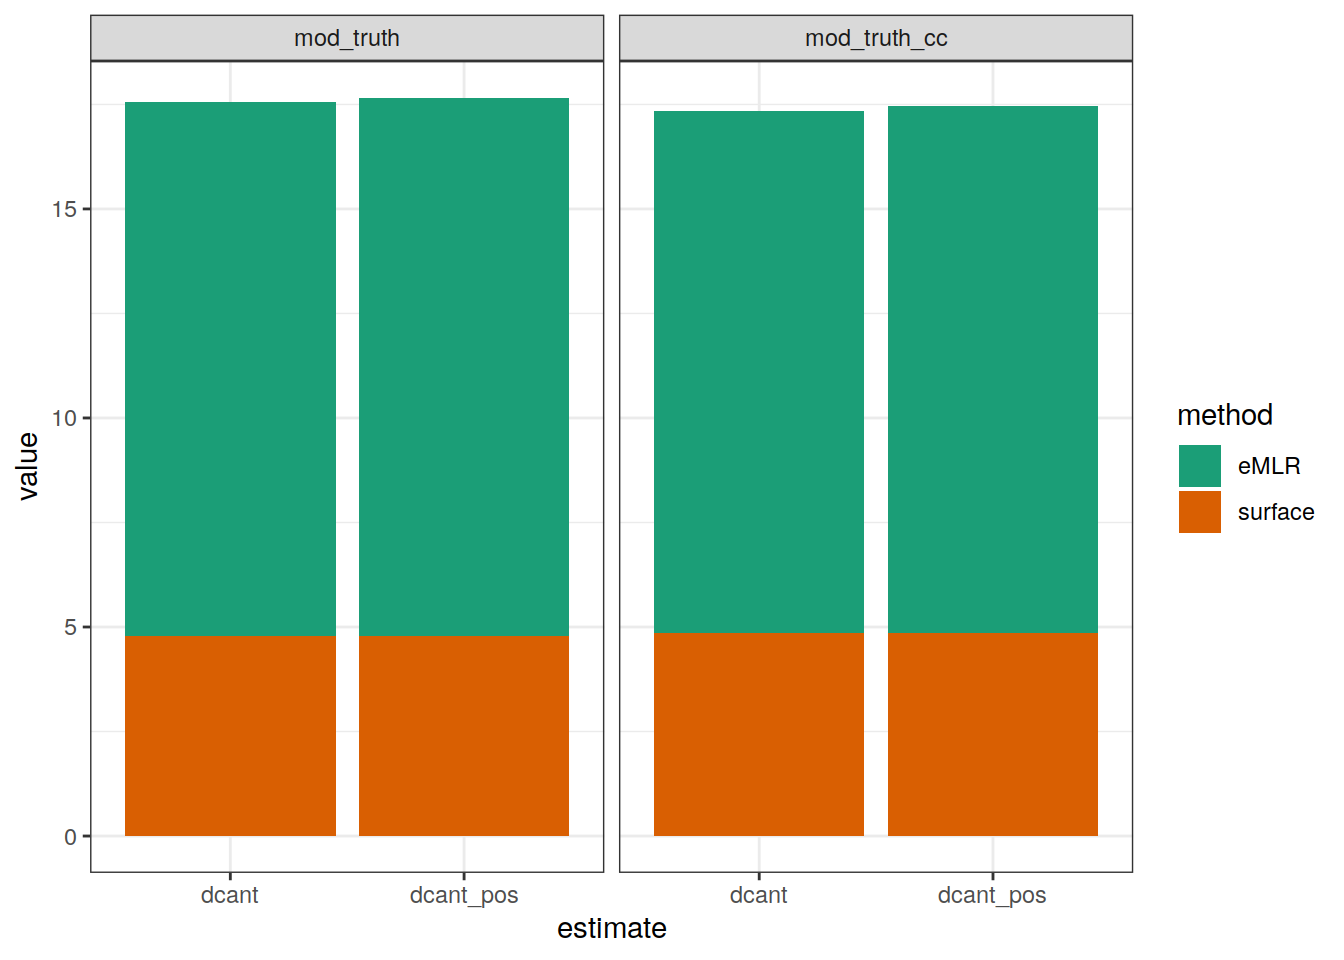 mod_truth
mod_truth_cc
value
15
10
5
0
dcant
dcant_pos
dcant
dcant_pos
estimate
method
eMLR
surface